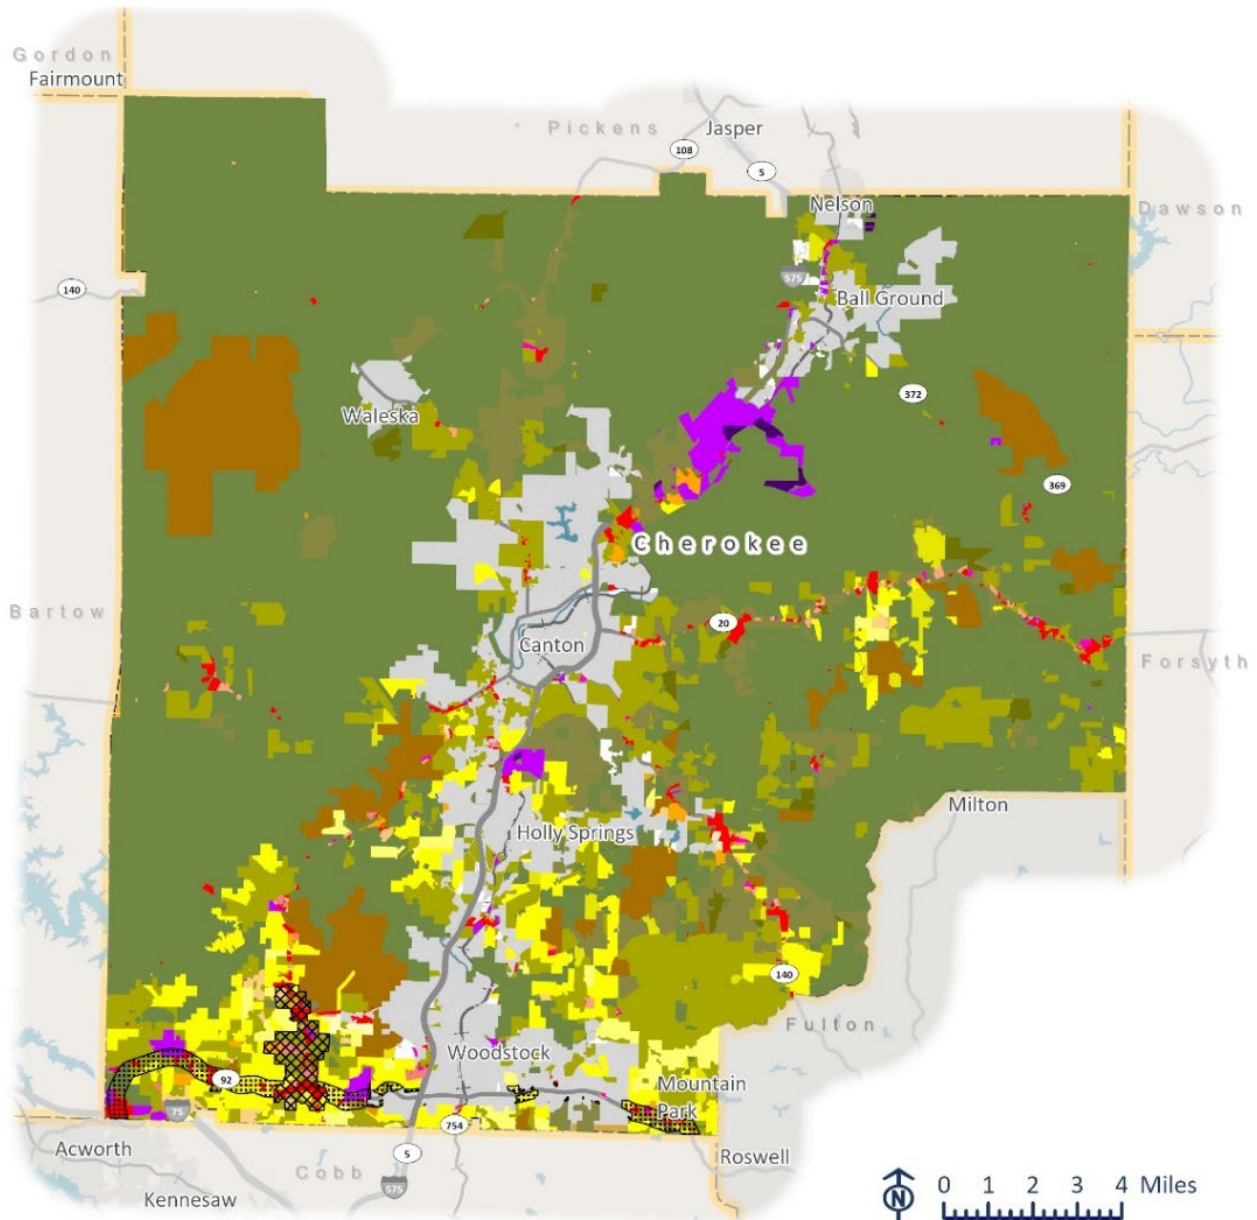 Gordon
Fairmount
Pickens
Jasper
108
5
Nelson
Dawson
140
575
Ball Ground
372
Waleska
369
Cherokee
Bartow
20
Canton
Forsyth
Milton
Holly Springs
140
Fulton
Woodstock
92
Mountain
Park
75
754
Acworth
5
Roswell
Cobb
575
Kennesaw
N
0 1 2 3 4 Miles